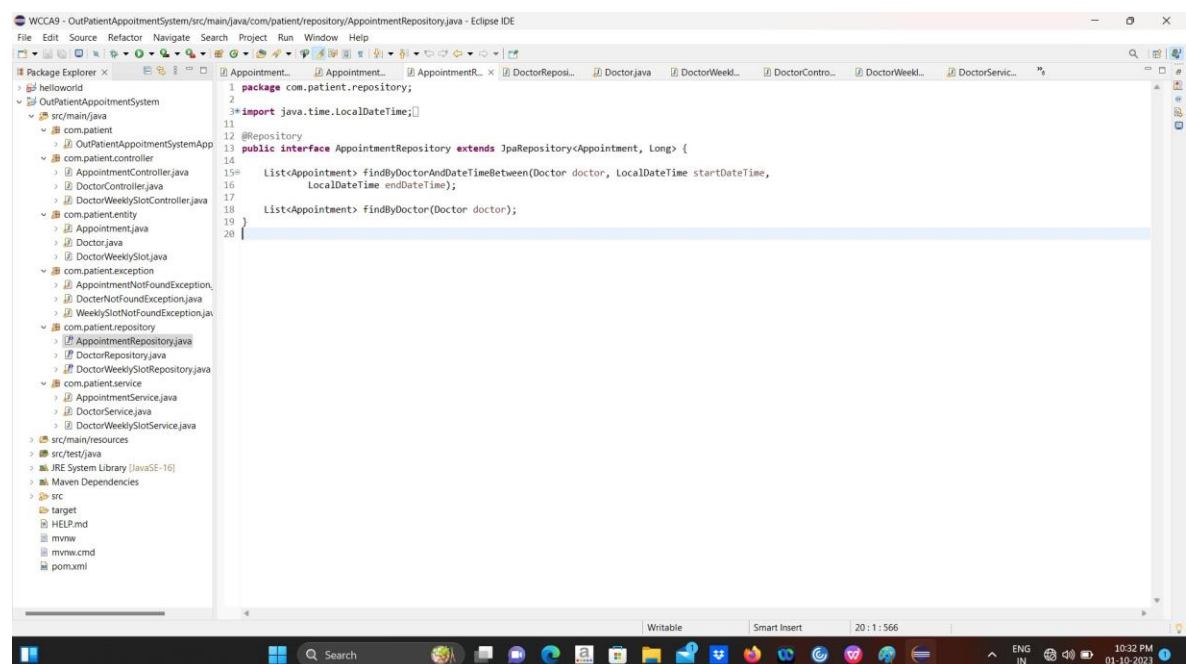 WCCA9 - OutPatientAppoitmentSystem/src/main/java/com/patient/repository/AppointmentRepository.java - Eclipse IDE
File Edit Source Refactor Navigate Search Project Run Window Help
Package Explorer
Appointment... Appointment... AppointmentR... DoctorReposi... Doctor.java DoctorWeekl... DoctorContro... DoctorWeekl... DoctorServic...
helloworld
OutPatientAppoitmentSystem
src/main/java
com.patient
OutPatientAppoitmentSystemApp
com.patient.controller
AppointmentController.java
DoctorController.java
DoctorWeeklySlotController.java
com.patient.entity
Appointment.java
Doctor.java
DoctorWeeklySlot.java
com.patient.exception
AppointmentNotFoundException.
DocterNotFoundException.java
WeeklySlotNotFoundException.jav
com.patient.repository
AppointmentRepository.java
DoctorRepository.java
DoctorWeeklySlotRepository.java
com.patient.service
AppointmentService.java
DoctorService.java
DoctorWeeklySlotService.java
src/main/resources
src/test/java
JRE System Library [JavaSE-16]
Maven Dependencies
src
target
HELP.md
mvnw
mvnw.cmd
pom.xml
1 package com.patient.repository;
2
3 import java.time.LocalDateTime;
11
12 @Repository
13 public interface AppointmentRepository extends JpaRepository<Appointment, Long> {
14
15 List<Appointment> findByDoctorAndDateTimeBetween(Doctor doctor, LocalDateTime startDateTime,
16 LocalDateTime endDateTime);
17
18 List<Appointment> findByDoctor(Doctor doctor);
19 }
20
Writable Smart Insert 20 : 1 : 566
Search
ENG
IN
10:32 PM
01-10-2023
1